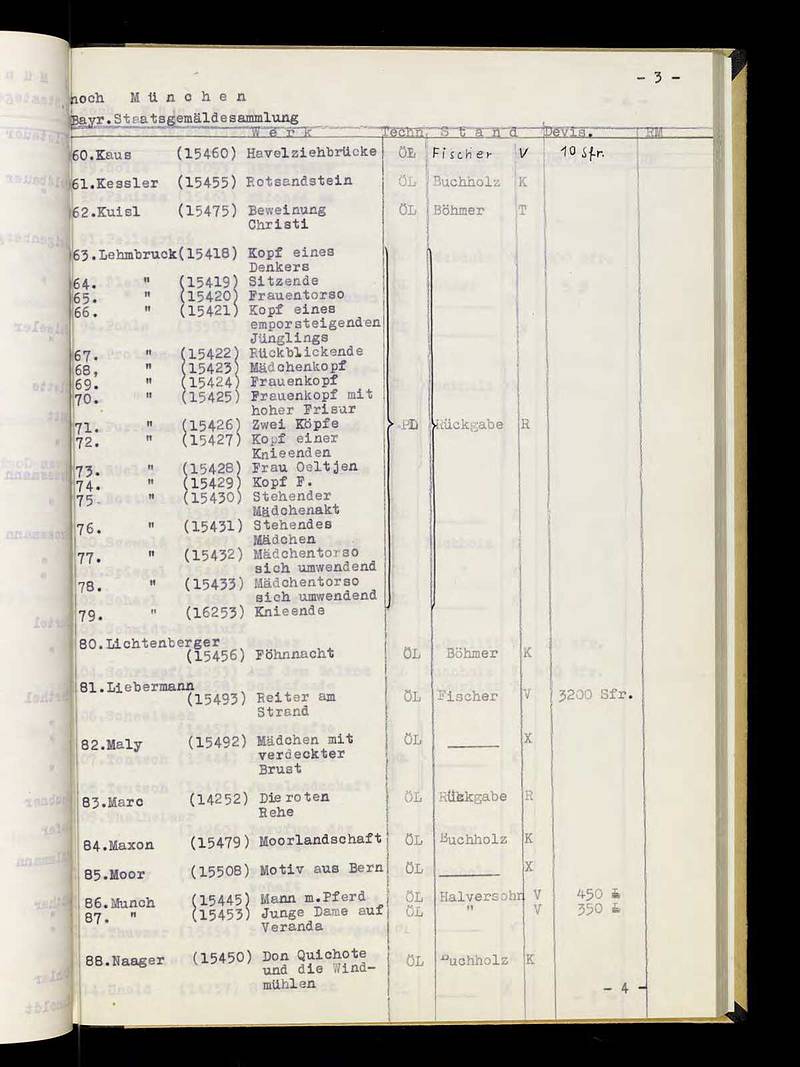 - 3 -
noch M ü n c h e n
Bayr.Staatsgemäldesammlung
W e r k Techn. S t a n d Devis. RM
60.Kaus (15460) Havelziehbrücke ÖL Fischer V 10 Sfr.
61.Kessler (15455) Rotsandstein ÖL Buchholz K
62.Kuisl (15475) Beweinung ÖL Böhmer T
Christi
63.Lehmbruck(15418) Kopf eines
Denkers
64. " (15419) Sitzende
65. " (15420) Frauentorso
66. " (15421) Kopf eines
emporsteigenden
Jünglings
67. " (15422) Rückblickende
68, " (15423) Mädchenkopf
69. " (15424) Frauenkopf
70. " (15425) Frauenkopf mit
hoher Frisur
71. " (15426) Zwei Köpfe PL Rückgabe R
72. " (15427) Kopf einer
Knieenden
73. " (15428) Frau Oeltjen
74. " (15429) Kopf F.
75. " (15430) Stehender
Mädchenakt
76. " (15431) Stehendes
Mädchen
77. " (15432) Mädchentorso
sich umwendend
78. " (15433) Mädchentorso
sich umwendend
79. " (16253) Knieende
80.Lichtenberger
(15456) Föhnnacht ÖL Böhmer K
81.Liebermann
(15493) Reiter am ÖL Fischer V 3200 Sfr.
Strand
82.Maly (15492) Mädchen mit ÖL ______ X
verdeckter
Brust
83.Marc (14252) Die roten ÖL Rückgabe R
Rehe
84.Maxon (15479) Moorlandschaft ÖL Buchholz K
85.Moor (15508) Motiv aus Bern ÖL ______ X
86.Munch (15445) Mann m.Pferd ÖL Halversohn V 450 £
87. " (15453) Junge Dame auf ÖL " V 350 £
Veranda
88.Naager (15450) Don Quichote ÖL Buchholz K
und die Wind-
mühlen
- 4 -